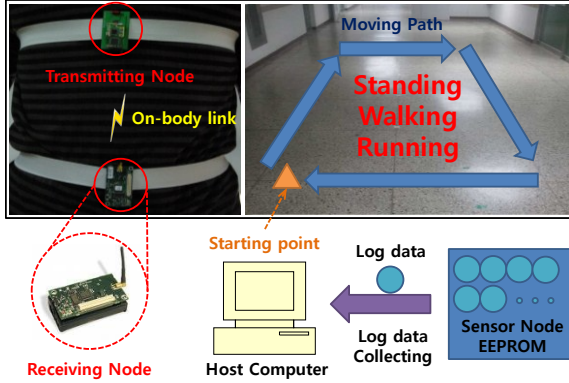 Moving Path
Transmitting Node
On-body link
Standing
Walking
Running
Starting point
Log data
Log data
Collecting
Sensor Node
EEPROM
Receiving Node
Host Computer